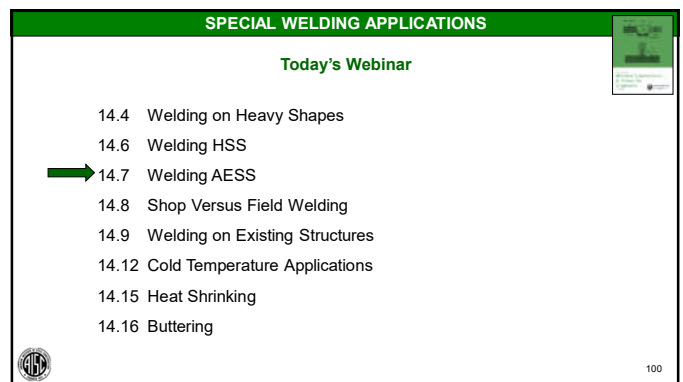 SPECIAL WELDING APPLICATIONS
Today's Webinar
14.4 Welding on Heavy Shapes
14.6 Welding HSS
14.7 Welding AESS
14.8 Shop Versus Field Welding
14.9 Welding on Existing Structures
14.12 Cold Temperature Applications
14.15 Heat Shrinking
14.16 Buttering
AISC
100